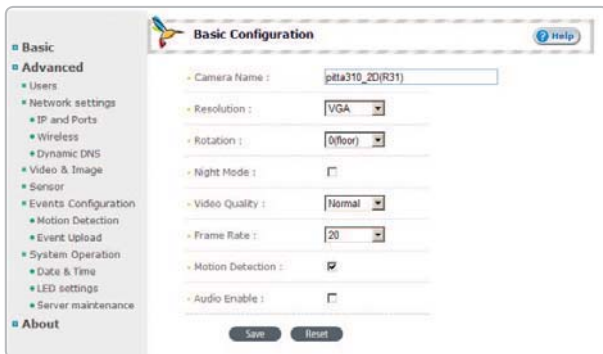 Basic
Advanced
Users
Network settings
IP and Ports
Wireless
Dynamic DNS
Video & Image
Sensor
Events Configuration
Motion Detection
Event Upload
System Operation
Date & Time
LED settings
Server maintenance
About
Basic Configuration
Help
Camera Name : pitta310_2D(R31)
Resolution : VGA
Rotation : 0(floor)
Night Mode :
Video Quality : Normal
Frame Rate : 20
Motion Detection :
Audio Enable :
Save Reset